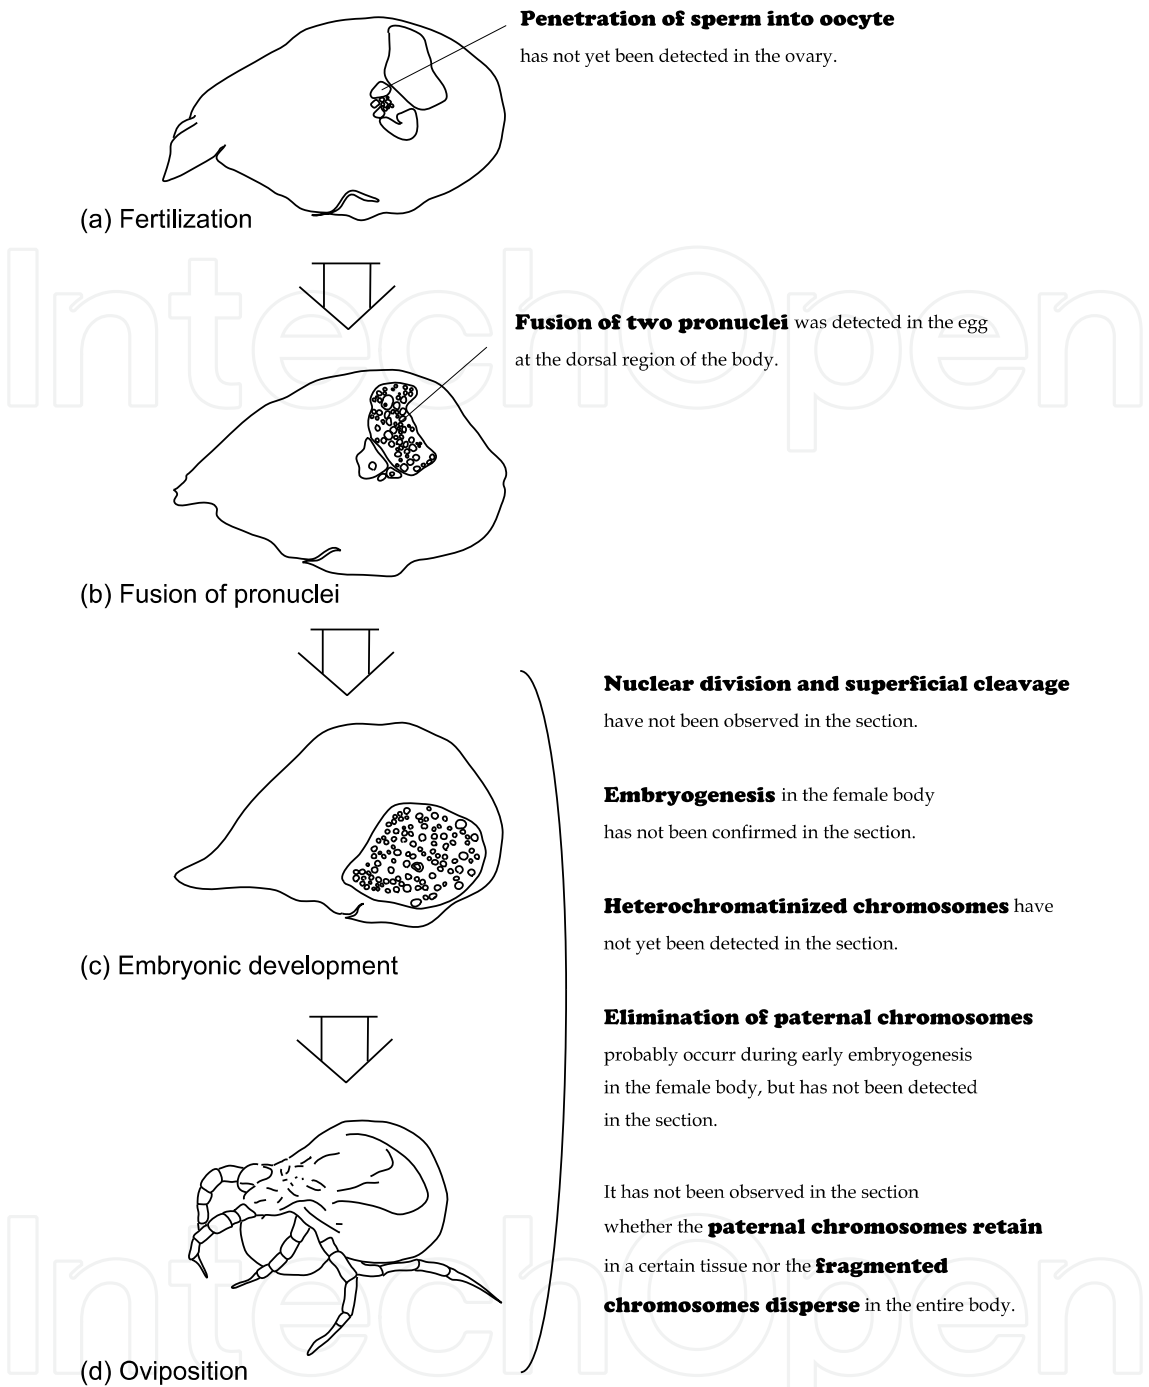 Penetration of sperm into oocyte
has not yet been detected in the ovary.
(a) Fertilization
IntechOpen
Fusion of two pronuclei was detected in the egg
at the dorsal region of the body.
(b) Fusion of pronuclei
Nuclear division and superficial cleavage
have not been observed in the section.
Embryogenesis in the female body
has not been confirmed in the section.
Heterochromatinized chromosomes have
not yet been detected in the section.
(c) Embryonic development
Elimination of paternal chromosomes
probably occurr during early embryogenesis
in the female body, but has not been detected
in the section.
It has not been observed in the section
whether the paternal chromosomes retain
in a certain tissue nor the fragmented
chromosomes disperse in the entire body.
IntechOpen
(d) Oviposition